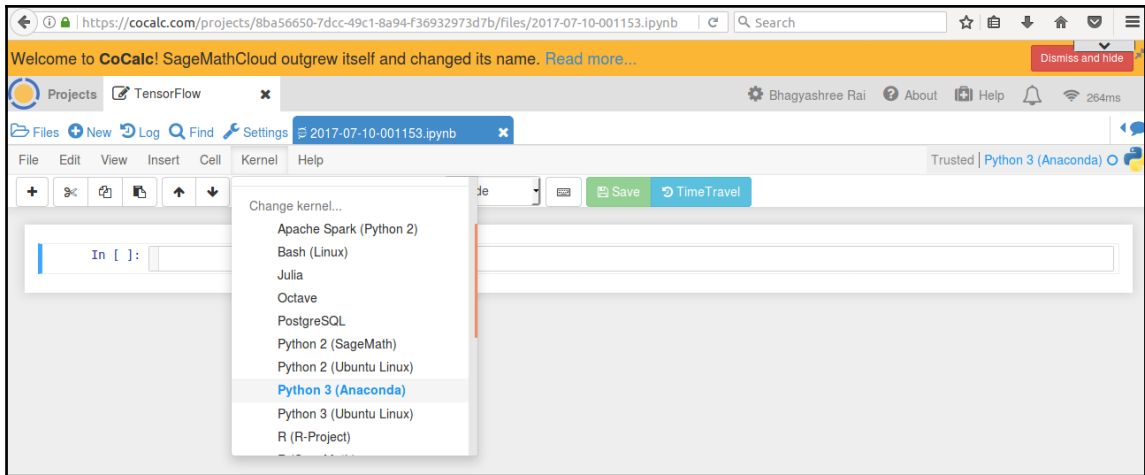 https://cocalc.com/projects/8ba56650-7dcc-49c1-8a94-f36932973d7b/files/2017-07-10-001153.ipynb Search
Welcome to CoCalc! SageMathCloud outgrew itself and changed its name. Read more... Dismiss and hide
Projects TensorFlow Bhagyashree Rai About Help 264ms
Files New Log Find Settings 2017-07-10-001153.ipynb
File Edit View Insert Cell Kernel Help Trusted | Python 3 (Anaconda)
de Save TimeTravel
Change kernel...
Apache Spark (Python 2)
In [ ]: Bash (Linux)
Julia
Octave
PostgreSQL
Python 2 (SageMath)
Python 2 (Ubuntu Linux)
Python 3 (Anaconda)
Python 3 (Ubuntu Linux)
R (R-Project)